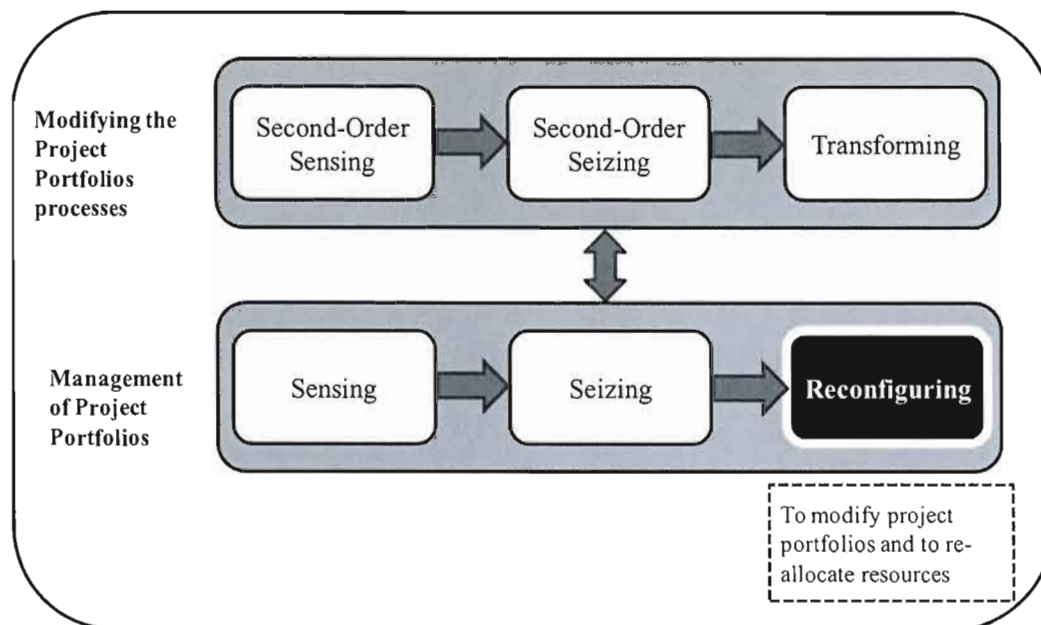 Modifying the
Project
Portfolios
processes
Second-Order
Sensing
Second-Order
Seizing
Transforming
Management
of Project
Portfolios
Sensing
Seizing
Reconfiguring
To modify project
portfolios and to re-
allocate resources